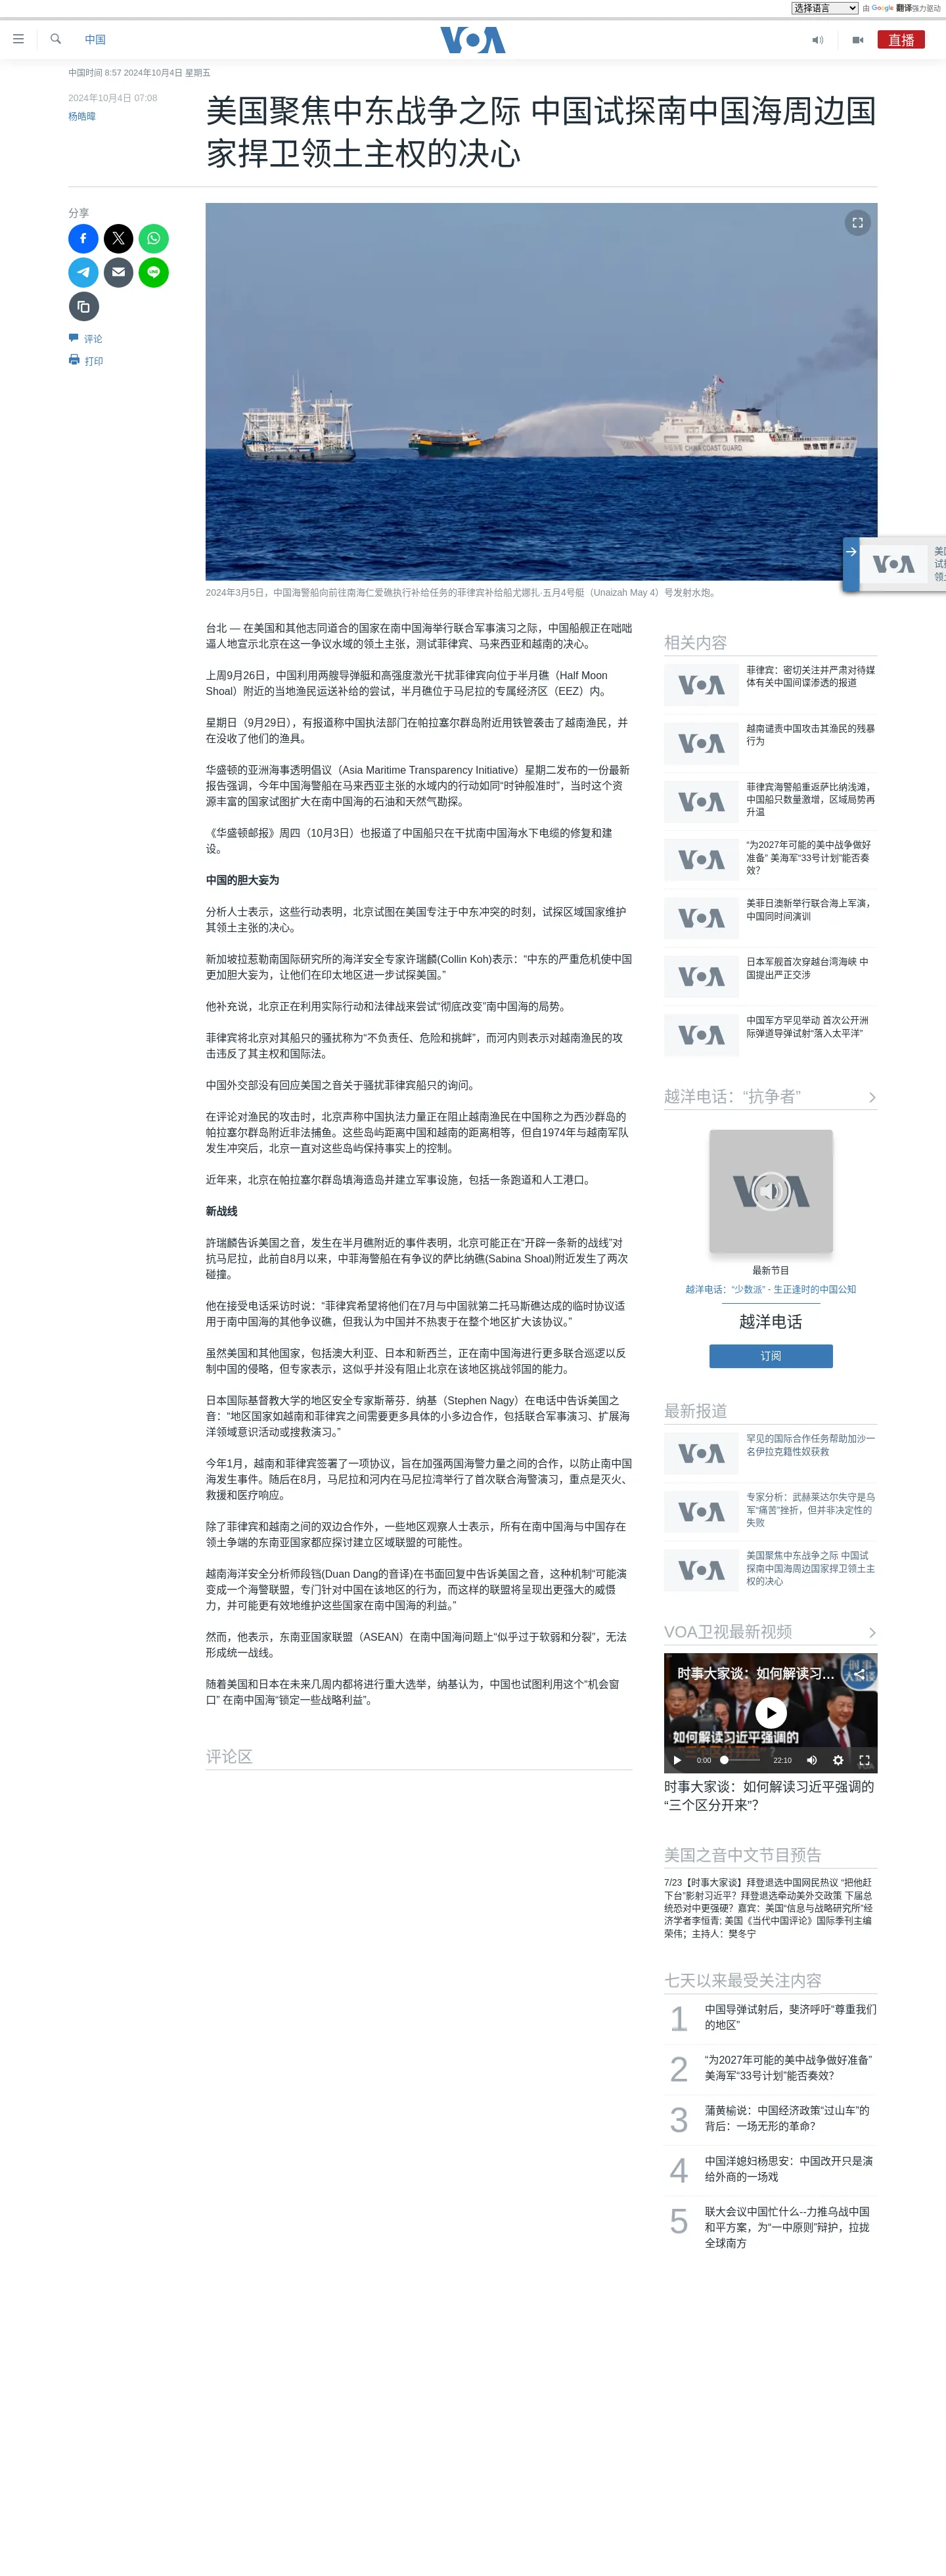 选择语言
由 Google 翻译强力驱动
中国
VOA
直播
中国时间 8:57 2024年10月4日 星期五
2024年10月4日 07:08
杨皓暐
美国聚焦中东战争之际 中国试探南中国海周边国
家捍卫领土主权的决心
分享
评论
打印
CHINA COAST GUARD
2024年3月5日，中国海警船向前往南海仁爱礁执行补给任务的菲律宾补给船尤娜扎·五月4号艇（Unaizah May 4）号发射水炮。
台北 — 在美国和其他志同道合的国家在南中国海举行联合军事演习之际，中国船舰正在咄咄
逼人地宣示北京在这一争议水域的领土主张，测试菲律宾、马来西亚和越南的决心。
上周9月26日，中国利用两艘导弹艇和高强度激光干扰菲律宾向位于半月礁（Half Moon
Shoal）附近的当地渔民运送补给的尝试，半月礁位于马尼拉的专属经济区（EEZ）内。
星期日（9月29日），有报道称中国执法部门在帕拉塞尔群岛附近用铁管袭击了越南渔民，并
在没收了他们的渔具。
华盛顿的亚洲海事透明倡议（Asia Maritime Transparency Initiative）星期二发布的一份最新
报告强调，今年中国海警船在马来西亚主张的水域内的行动如同“时钟般准时”，当时这个资
源丰富的国家试图扩大在南中国海的石油和天然气勘探。
《华盛顿邮报》周四（10月3日）也报道了中国船只在干扰南中国海水下电缆的修复和建
设。
中国的胆大妄为
分析人士表示，这些行动表明，北京试图在美国专注于中东冲突的时刻，试探区域国家维护
其领土主张的决心。
新加坡拉惹勒南国际研究所的海洋安全专家许瑞麟(Collin Koh)表示：“中东的严重危机使中国
更加胆大妄为，让他们在印太地区进一步试探美国。”
他补充说，北京正在利用实际行动和法律战来尝试“彻底改变”南中国海的局势。
菲律宾将北京对其船只的骚扰称为“不负责任、危险和挑衅”，而河内则表示对越南渔民的攻
击违反了其主权和国际法。
中国外交部没有回应美国之音关于骚扰菲律宾船只的询问。
在评论对渔民的攻击时，北京声称中国执法力量正在阻止越南渔民在中国称之为西沙群岛的
帕拉塞尔群岛附近非法捕鱼。这些岛屿距离中国和越南的距离相等，但自1974年与越南军队
发生冲突后，北京一直对这些岛屿保持事实上的控制。
近年来，北京在帕拉塞尔群岛填海造岛并建立军事设施，包括一条跑道和人工港口。
新战线
許瑞麟告诉美国之音，发生在半月礁附近的事件表明，北京可能正在“开辟一条新的战线”对
抗马尼拉，此前自8月以来，中菲海警船在有争议的萨比纳礁(Sabina Shoal)附近发生了两次
碰撞。
他在接受电话采访时说：“菲律宾希望将他们在7月与中国就第二托马斯礁达成的临时协议适
用于南中国海的其他争议礁，但我认为中国并不热衷于在整个地区扩大该协议。”
虽然美国和其他国家，包括澳大利亚、日本和新西兰，正在南中国海进行更多联合巡逻以反
制中国的侵略，但专家表示，这似乎并没有阻止北京在该地区挑战邻国的能力。
日本国际基督教大学的地区安全专家斯蒂芬．纳基（Stephen Nagy）在电话中告诉美国之
音：“地区国家如越南和菲律宾之间需要更多具体的小多边合作，包括联合军事演习、扩展海
洋领域意识活动或搜救演习。”
今年1月，越南和菲律宾签署了一项协议，旨在加强两国海警力量之间的合作，以防止南中国
海发生事件。随后在8月，马尼拉和河内在马尼拉湾举行了首次联合海警演习，重点是灭火、
救援和医疗响应。
除了菲律宾和越南之间的双边合作外，一些地区观察人士表示，所有在南中国海与中国存在
领土争端的东南亚国家都应探讨建立区域联盟的可能性。
越南海洋安全分析师段铛(Duan Dang的音译)在书面回复中告诉美国之音，这种机制“可能演
变成一个海警联盟，专门针对中国在该地区的行为，而这样的联盟将呈现出更强大的威慑
力，并可能更有效地维护这些国家在南中国海的利益。”
然而，他表示，东南亚国家联盟（ASEAN）在南中国海问题上“似乎过于软弱和分裂”，无法
形成统一战线。
随着美国和日本在未来几周内都将进行重大选举，纳基认为，中国也试图利用这个“机会窗
口” 在南中国海“锁定一些战略利益”。
评论区
相关内容
菲律宾：密切关注并严肃对待媒
体有关中国间谍渗透的报道
越南谴责中国攻击其渔民的残暴
行为
菲律宾海警船重返萨比纳浅滩，
中国船只数量激增，区域局势再
升温
“为2027年可能的美中战争做好
准备” 美海军“33号计划”能否奏
效？
美菲日澳新举行联合海上军演，
中国同时间演训
日本军舰首次穿越台湾海峡 中
国提出严正交涉
中国军方罕见举动 首次公开洲
际弹道导弹试射“落入太平洋”
越洋电话：“抗争者”
最新节目
越洋电话：“少数派” - 生正逢时的中国公知
越洋电话
订阅
最新报道
罕见的国际合作任务帮助加沙一
名伊拉克籍性奴获救
专家分析：武赫莱达尔失守是乌
军“痛苦”挫折，但并非决定性的
失败
美国聚焦中东战争之际 中国试
探南中国海周边国家捍卫领土主
权的决心
VOA卫视最新视频
时事大家谈：如何解读习…
如何解读习近平强调的
0:00
22:10
时事大家谈：如何解读习近平强调的
“三个区分开来”？
美国之音中文节目预告
7/23【时事大家谈】拜登退选中国网民热议 “把他赶
下台”影射习近平？拜登退选牵动美外交政策 下届总
统恐对中更强硬？嘉宾：美国“信息与战略研究所”经
济学者李恒青; 美国《当代中国评论》国际季刊主编
荣伟；主持人：樊冬宁
七天以来最受关注内容
1
中国导弹试射后，斐济呼吁“尊重我们
的地区”
2
“为2027年可能的美中战争做好准备”
美海军“33号计划”能否奏效？
3
蒲黄榆说：中国经济政策“过山车”的
背后：一场无形的革命？
4
中国洋媳妇杨思安：中国改开只是演
给外商的一场戏
5
联大会议中国忙什么--力推乌战中国
和平方案，为“一中原则”辩护，拉拢
全球南方